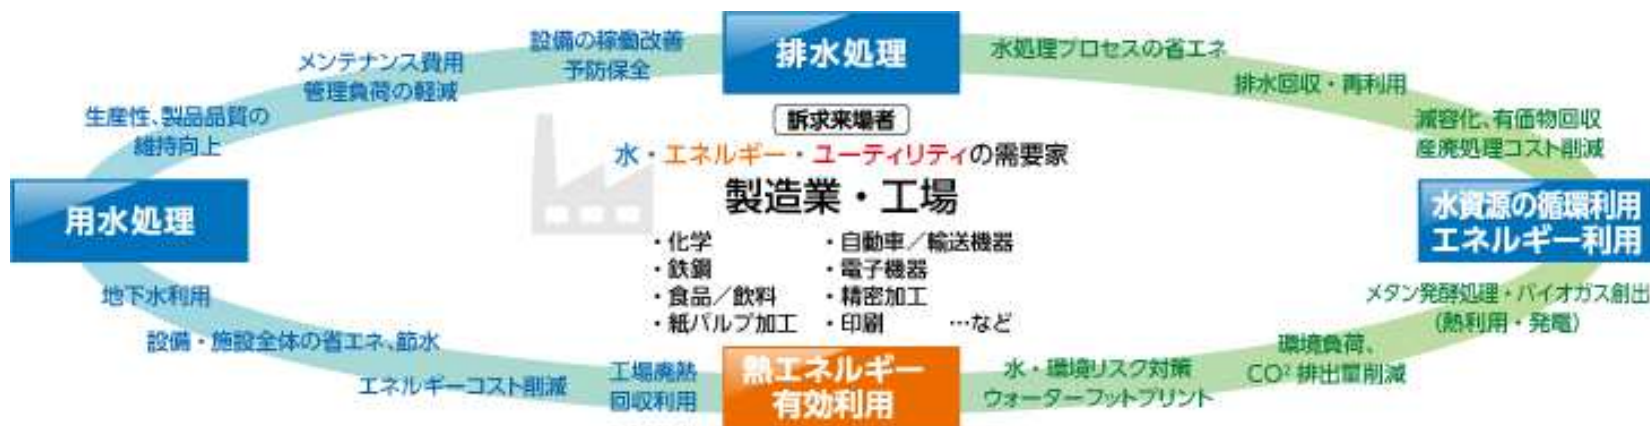 排水処理
設備の稼働改善
予防保全
メンテナンス費用
管理負荷の軽減
生産性、製品品質の
維持向上
用水処理
地下水利用
設備・施設全体の省エネ、節水
エネルギーコスト削減
工場廃熱
回収利用
訴求来場者
水・エネルギー・ユーティリティの需要家
製造業・工場
・化学
・鉄鋼
・食品／飲料
・紙パルプ加工
・自動車／輸送機器
・電子機器
・精密加工
・印刷 …など
熱エネルギー
有効利用
水処理プロセスの省エネ
排水回収・再利用
減容化、有価物回収
産廃処理コスト削減
水資源の循環利用
エネルギー利用
メタン発酵処理・バイオガス創出
（熱利用・発電）
環境負荷、
CO² 排出量削減
水・環境リスク対策
ウォーターフットプリント